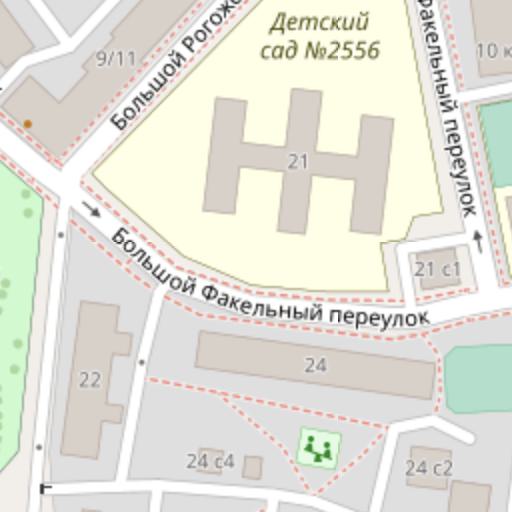 Детский
сад №2556
9/11
Большой Рогожс
Факельный переулок
10 к
21
21 с1
Большой Факельный переулок
24
22
24 с4
24 с2